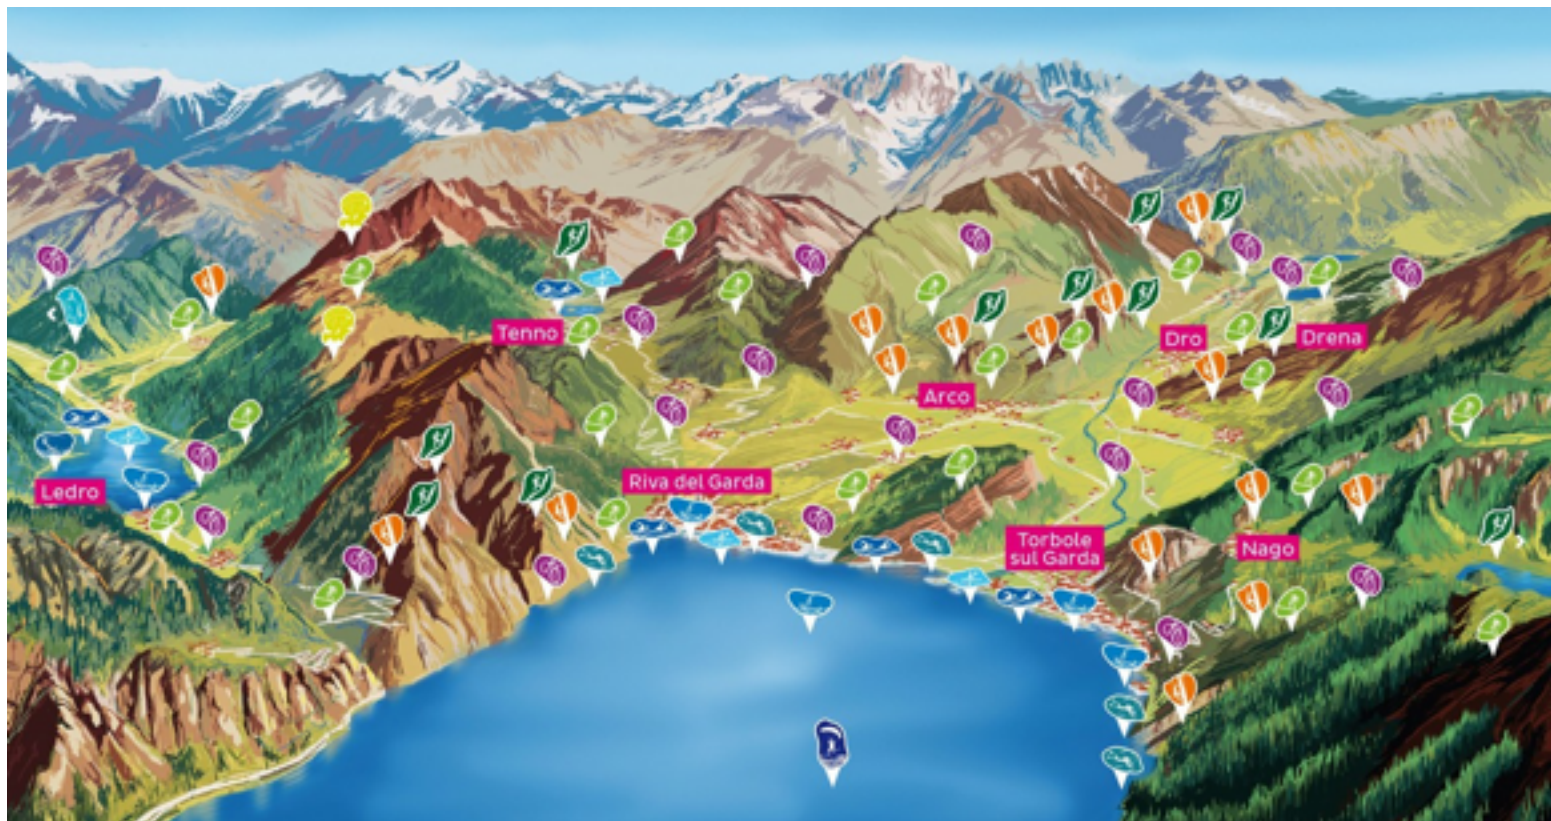 Tenno
Dro
Drena
Arco
Riva del Garda
Ledro
Torbole
sul Garda
Nago